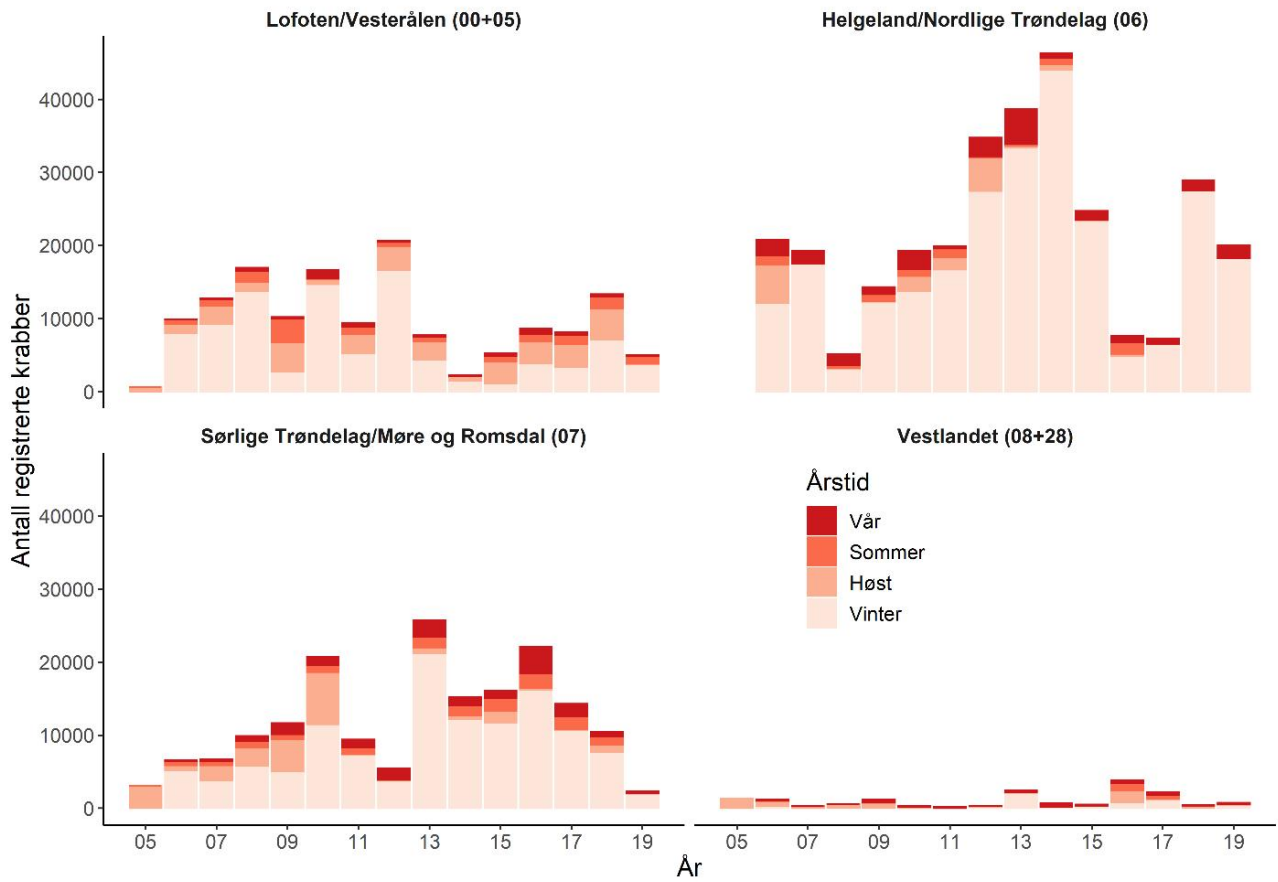 Lofoten/Vesterålen (00+05)
Helgeland/Nordlige Trøndelag (06)
40000
30000
20000
10000
0
Sørlige Trøndelag/Møre og Romsdal (07)
Vestlandet (08+28)
Antall registrerte krabber
40000
30000
20000
10000
0
Årstid
Vår
Sommer
Høst
Vinter
05 07 09 11 13 15 17 19
05 07 09 11 13 15 17 19
År